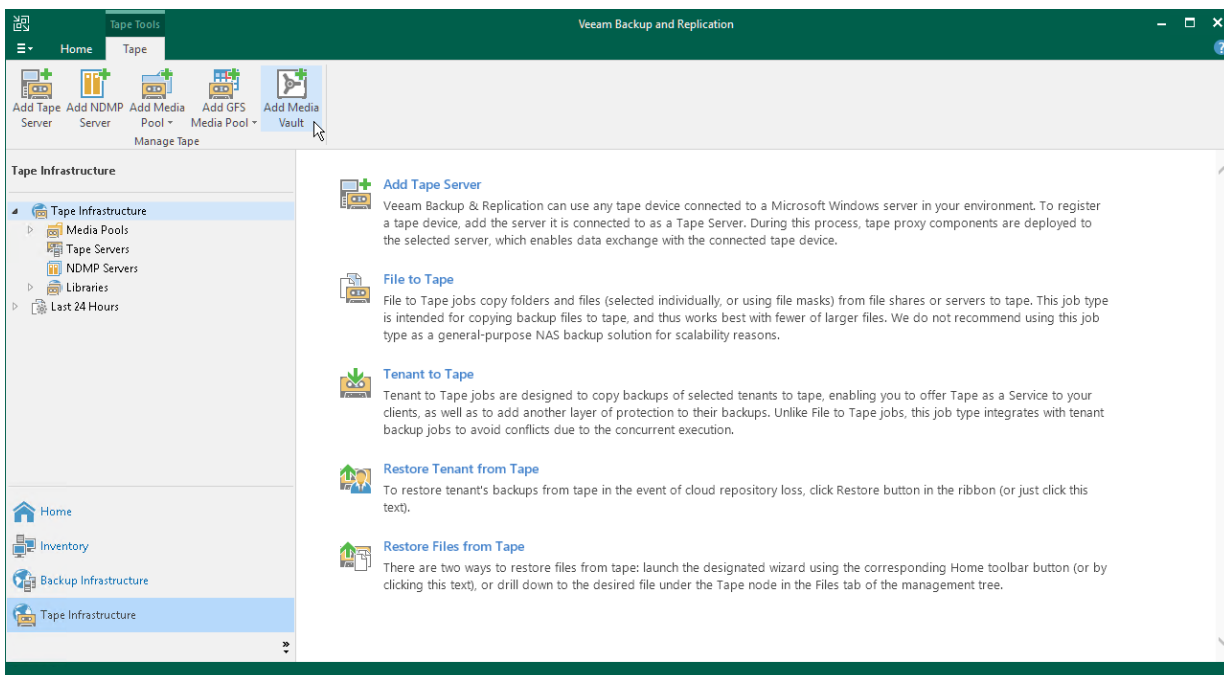 Tape Tools
Veeam Backup and Replication
Home
Tape
Add Tape Server
Add NDMP Server
Add Media Pool
Add GFS Media Pool
Add Media Vault
Manage Tape
Tape Infrastructure
Tape Infrastructure
Media Pools
Tape Servers
NDMP Servers
Libraries
Last 24 Hours
Home
Inventory
Backup Infrastructure
Tape Infrastructure
Add Tape Server
Veeam Backup & Replication can use any tape device connected to a Microsoft Windows server in your environment. To register
a tape device, add the server it is connected to as a Tape Server. During this process, tape proxy components are deployed to
the selected server, which enables data exchange with the connected tape device.
File to Tape
File to Tape jobs copy folders and files (selected individually, or using file masks) from file shares or servers to tape. This job type
is intended for copying backup files to tape, and thus works best with fewer of larger files. We do not recommend using this job
type as a general-purpose NAS backup solution for scalability reasons.
Tenant to Tape
Tenant to Tape jobs are designed to copy backups of selected tenants to tape, enabling you to offer Tape as a Service to your
clients, as well as to add another layer of protection to their backups. Unlike File to Tape jobs, this job type integrates with tenant
backup jobs to avoid conflicts due to the concurrent execution.
Restore Tenant from Tape
To restore tenant's backups from tape in the event of cloud repository loss, click Restore button in the ribbon (or just click this
text).
Restore Files from Tape
There are two ways to restore files from tape: launch the designated wizard using the corresponding Home toolbar button (or by
clicking this text), or drill down to the desired file under the Tape node in the Files tab of the management tree.